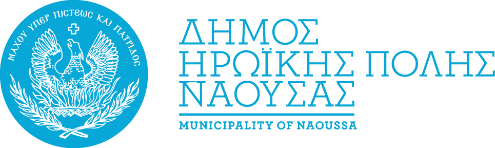 ΜΑΧΟΥ ΥΠΕΡ ΠΙΣΤΕΩΣ ΚΑΙ ΠΑΤΡΙΔΟΣ
ΔΗΜΟΣ
ΗΡΩΪΚΗΣ ΠΟΛΗΣ
ΝΑΟΥΣΑΣ
MUNICIPALITY OF NAOUSSA